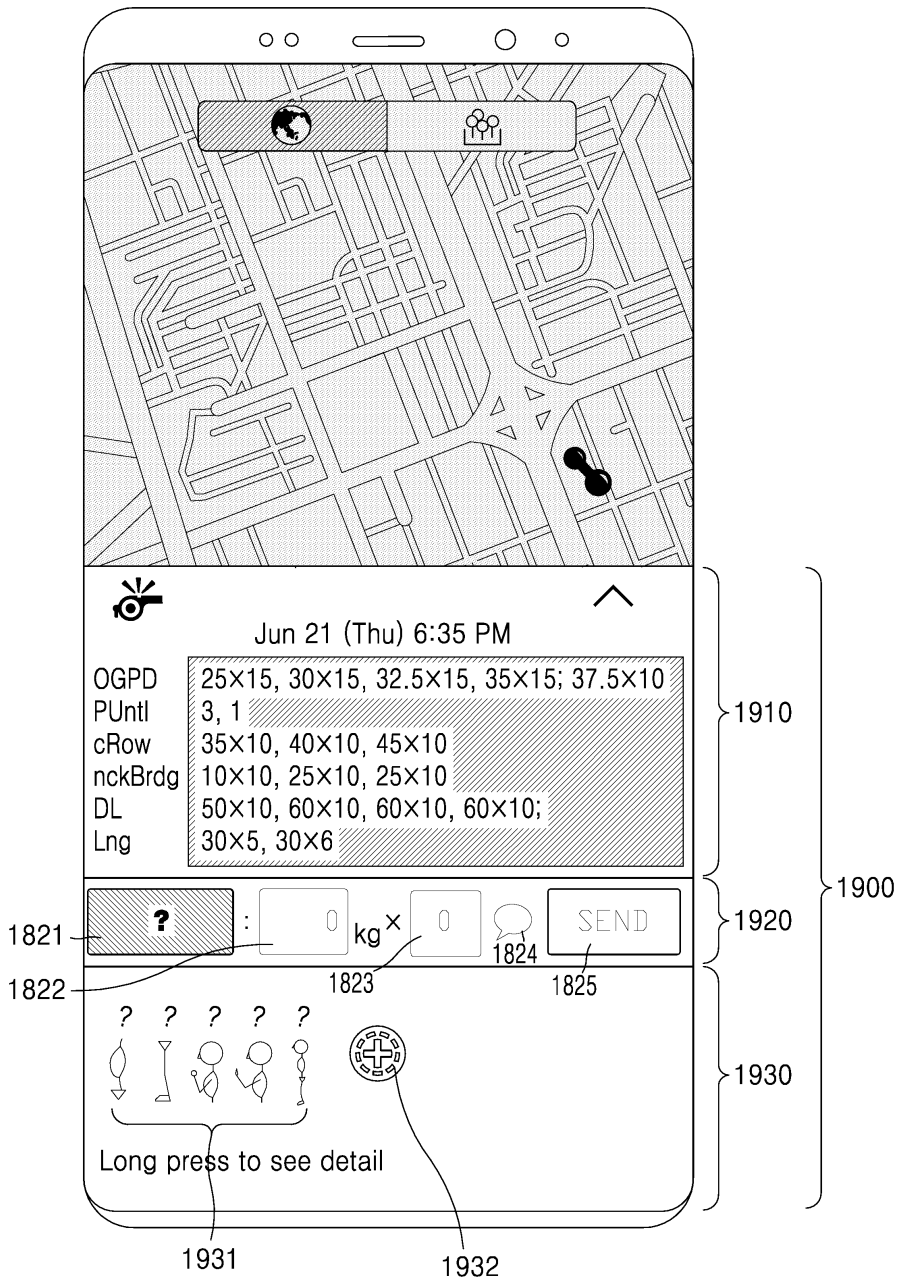 Jun 21 (Thu) 6:35 PM
OGPD 25×15, 30×15, 32.5×15, 35×15; 37.5×10
PUntl 3, 1
cRow 35×10, 40×10, 45×10
nckBrdg 10×10, 25×10, 25×10
DL 50×10, 60×10, 60×10, 60×10;
Lng 30×5, 30×6
1910
1900
? : 0 kg × 0 SEND
1920
1821
1822
1823
1824
1825
? ? ? ? ?
1930
Long press to see detail
1931
1932